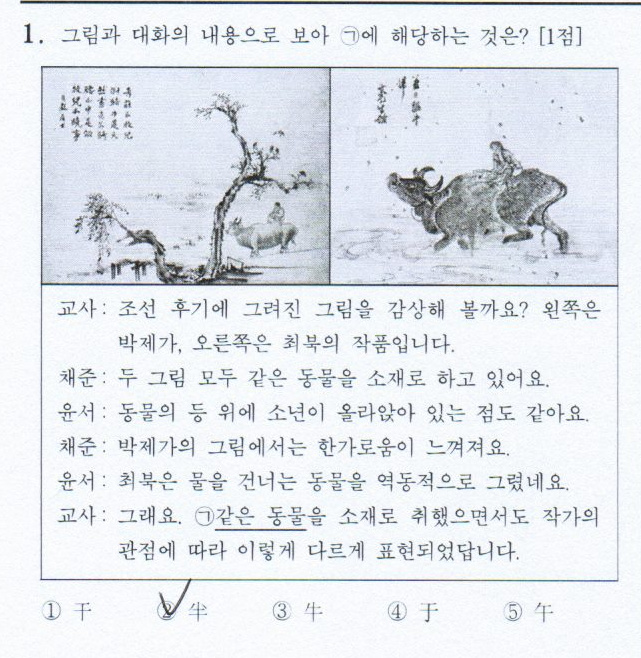 1. 그림과 대화의 내용으로 보아 ㉠에 해당하는 것은? [1점]
교사: 조선 후기에 그려진 그림을 감상해 볼까요? 왼쪽은
박제가, 오른쪽은 최북의 작품입니다.
채준: 두 그림 모두 같은 동물을 소재로 하고 있어요.
윤서: 동물의 등 위에 소년이 올라앉아 있는 점도 같아요.
채준: 박제가의 그림에서는 한가로움이 느껴져요.
윤서: 최북은 물을 건너는 동물을 역동적으로 그렸네요.
교사: 그래요. ㉠같은 동물을 소재로 취했으면서도 작가의
관점에 따라 이렇게 다르게 표현되었답니다.
① 干 ② 半 ③ 牛 ④ 于 ⑤ 午